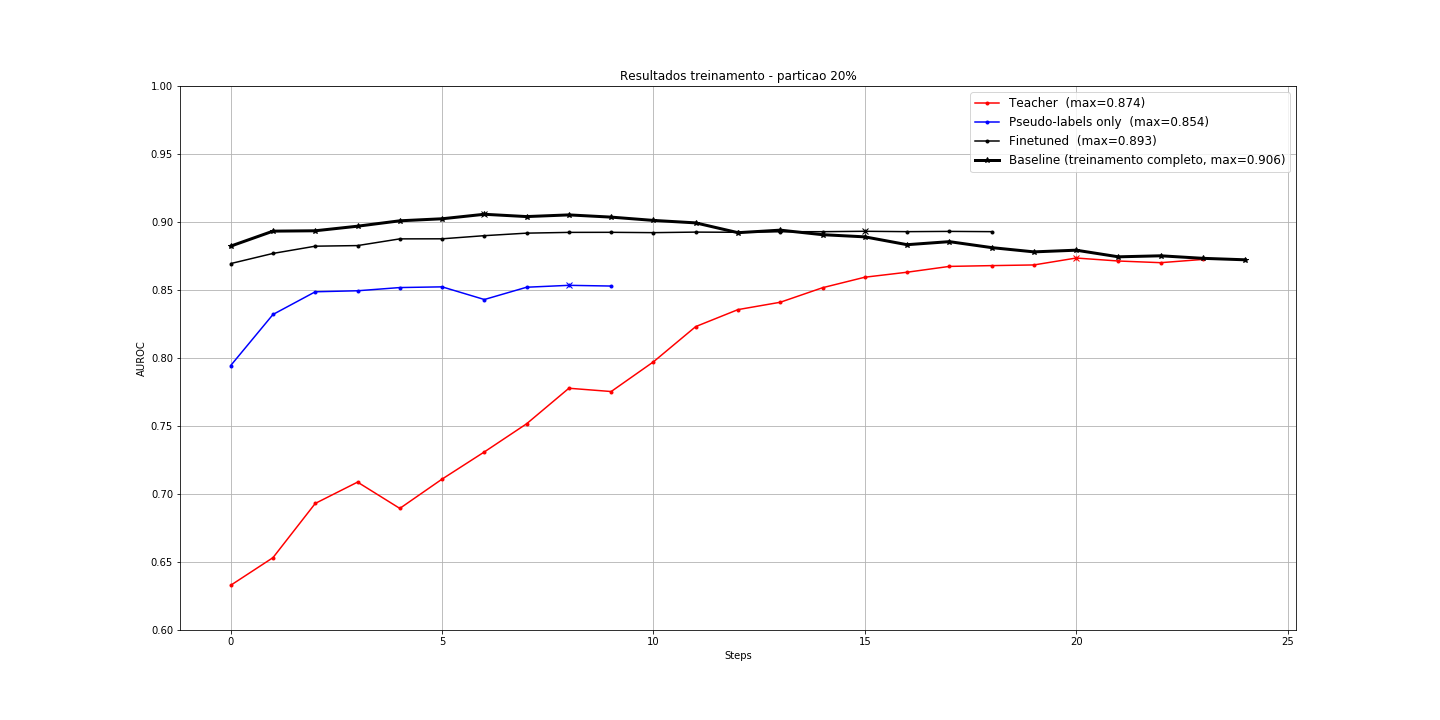 Resultados treinamento - particao 20%
Teacher  (max=0.874)
Pseudo-labels only  (max=0.854)
Finetuned  (max=0.893)
Baseline (treinamento completo, max=0.906)
AUROC
1.00
0.95
0.90
0.85
0.80
0.75
0.70
0.65
0.60
0
5
10
15
20
25
Steps